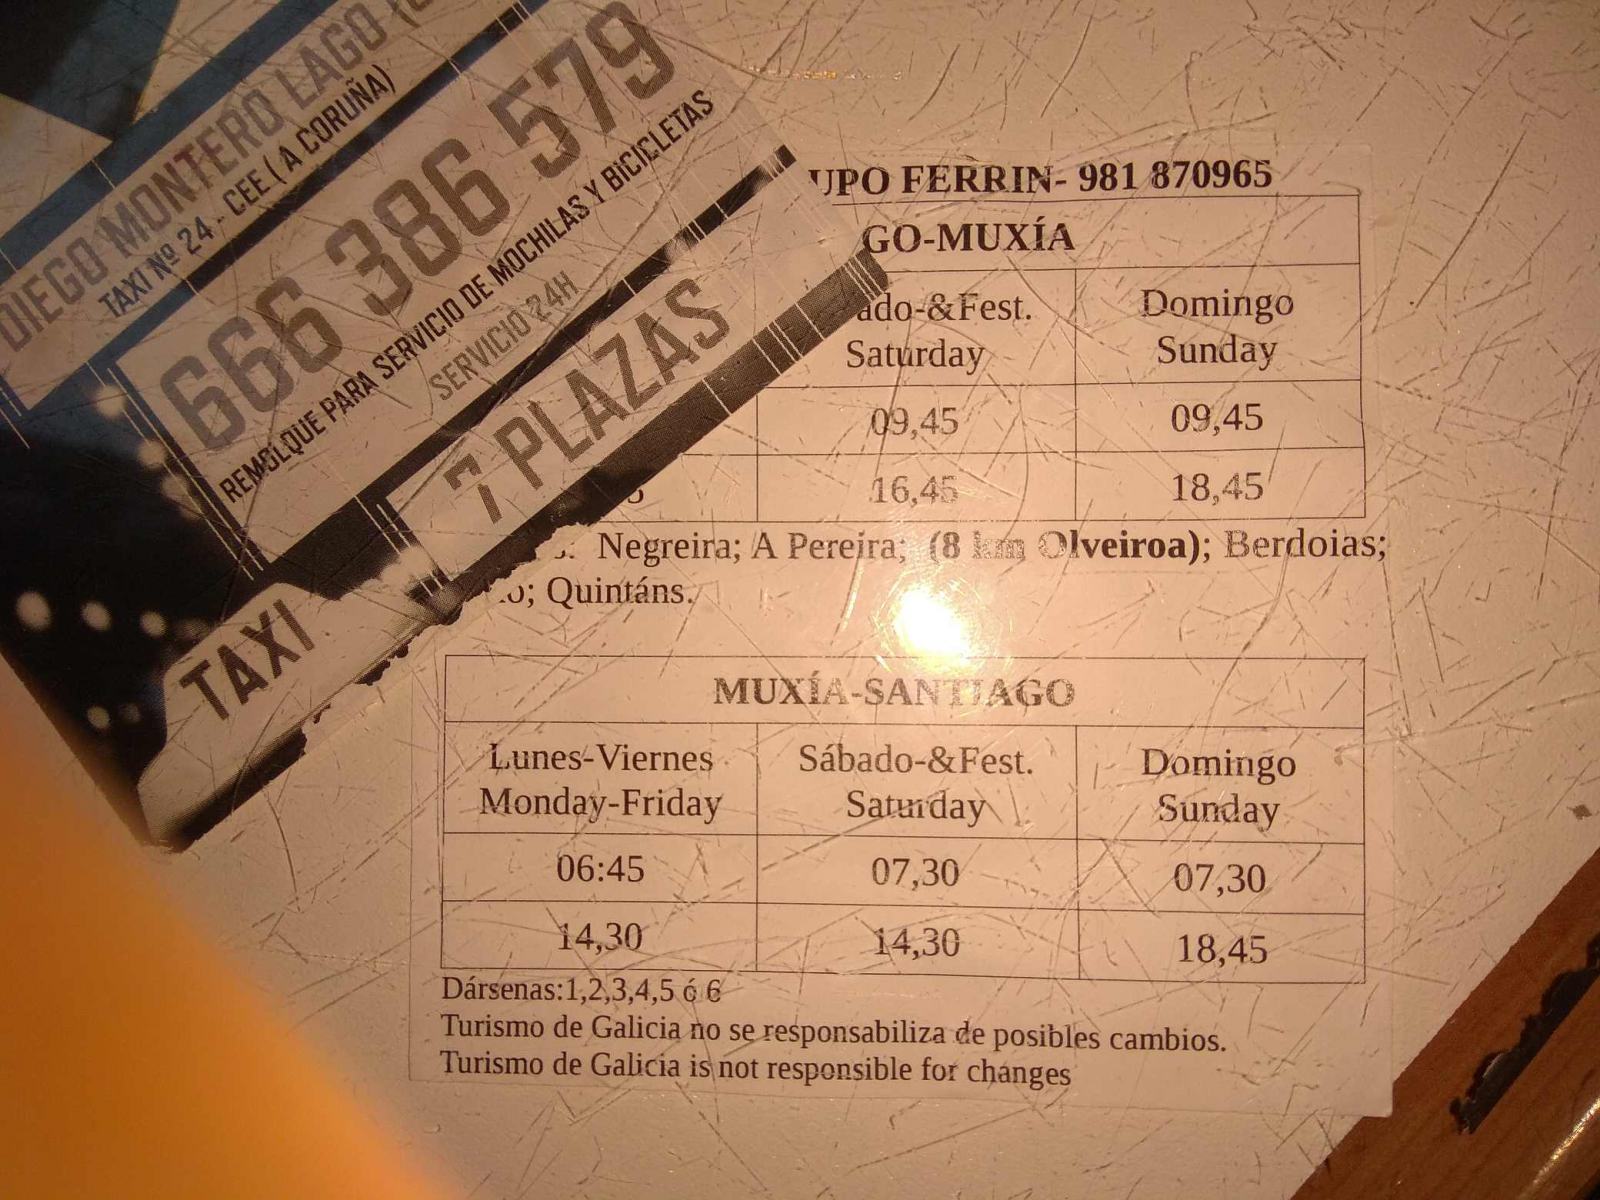 DIEGO MONTERO LAGO
TAXI Nº 24 - CEE ( A CORUÑA)
666 386 579
REMOLQUE PARA SERVICIO DE MOCHILAS Y BICICLETAS
SERVICIO 24H
7 PLAZAS
TAXI
UPO FERRIN- 981 870965
GO-MUXÍA
ado-&Fest. Domingo
Saturday Sunday
09,45 09,45
5 16,45 18,45
s: Negreira; A Pereira; (8 km Olveiroa); Berdoias;
o; Quintáns.
MUXÍA-SANTIAGO
Lunes-Viernes Sábado-&Fest. Domingo
Monday-Friday Saturday Sunday
06:45 07,30 07,30
14,30 14,30 18,45
Dársenas:1,2,3,4,5 ó 6
Turismo de Galicia no se responsabiliza de posibles cambios.
Turismo de Galicia is not responsible for changes